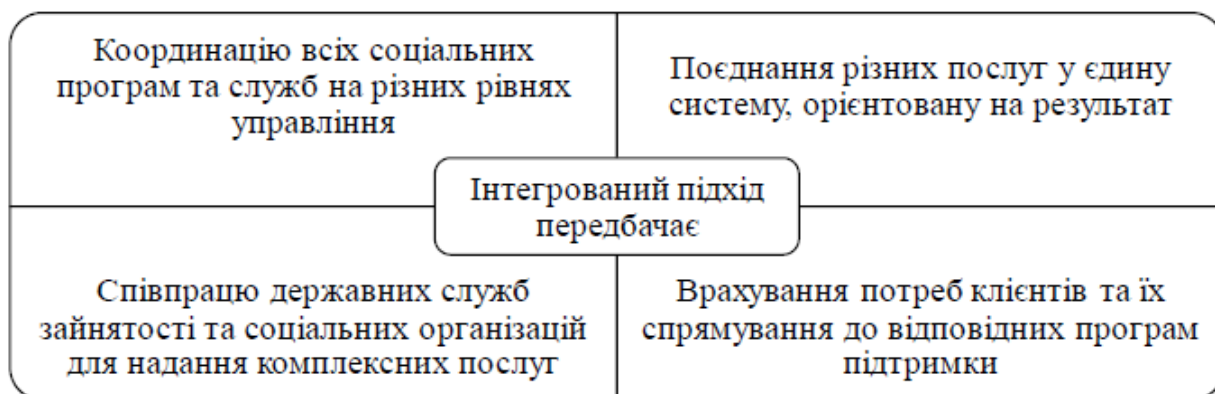 Координацію всіх соціальних
програм та служб на різних рівнях
управління
Поєднання різних послуг у єдину
систему, орієнтовану на результат
Інтегрований підхід
передбачає
Співпрацю державних служб
зайнятості та соціальних організацій
для надання комплексних послуг
Врахування потреб клієнтів та їх
спрямування до відповідних програм
підтримки